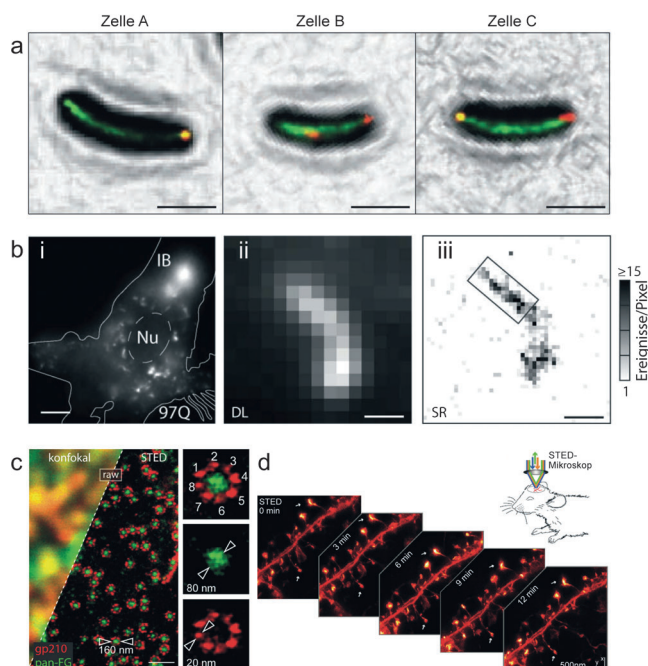 Zelle A
Zelle B
Zelle C
a
b
i
IB
Nu
97Q
ii
DL
iii
SR
≥15
Ereignisse/Pixel
1
c
konfokal
STED
raw
gp210
pan-FG
160 nm
1
2
3
4
5
6
7
8
80 nm
20 nm
d
STED-
Mikroskop
STED
0 min
3 min
6 min
9 min
12 min
500nm